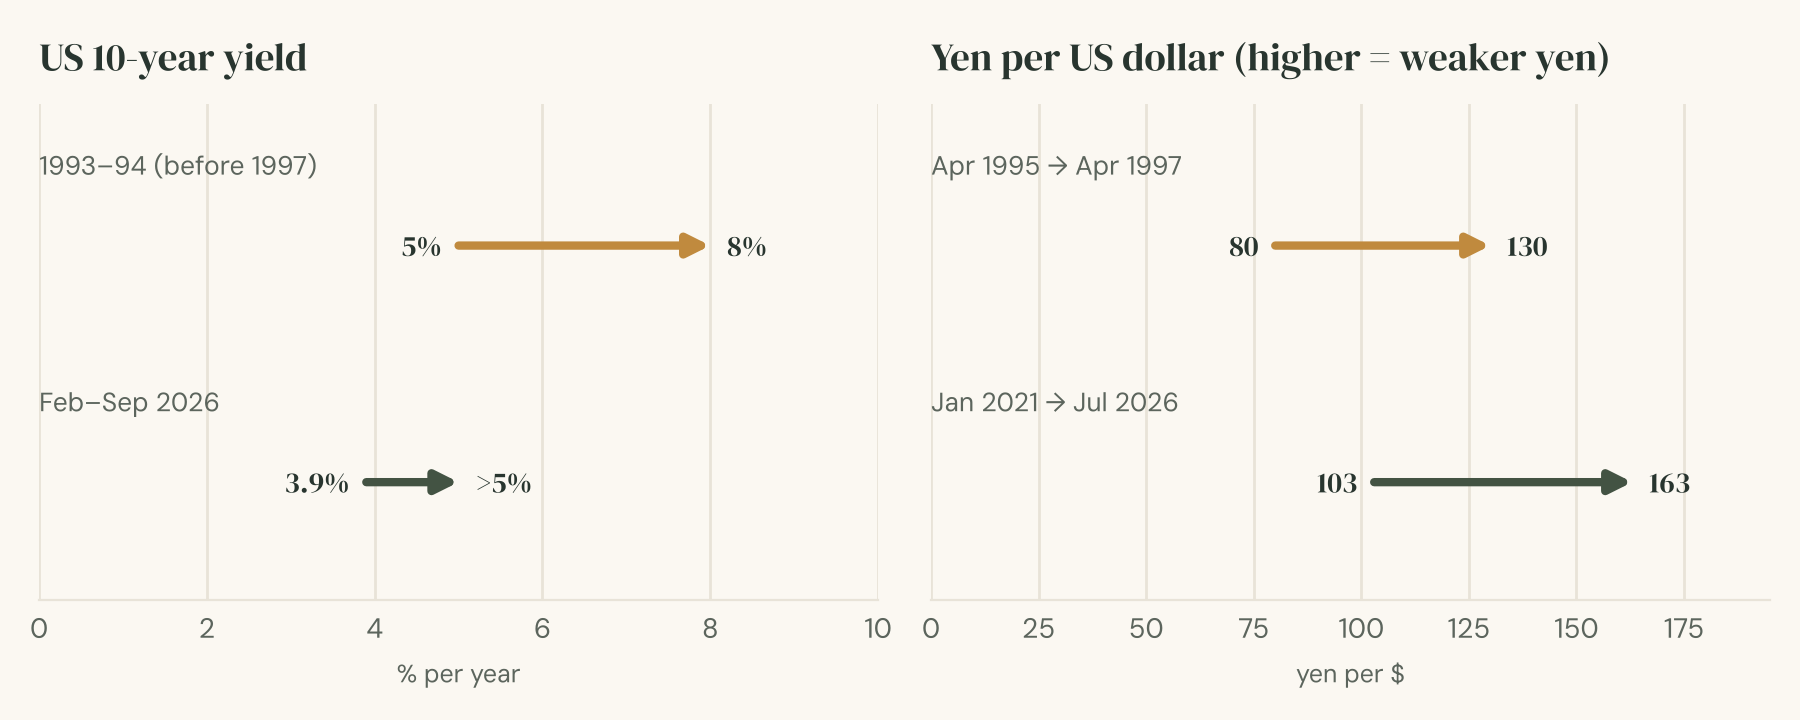 US 10-year yield
1993–94 (before 1997)
5% 8%
Feb–Sep 2026
3.9% >5%
0 2 4 6 8 10
% per year
Yen per US dollar (higher = weaker yen)
Apr 1995 → Apr 1997
80 130
Jan 2021 → Jul 2026
103 163
0 25 50 75 100 125 150 175
yen per $